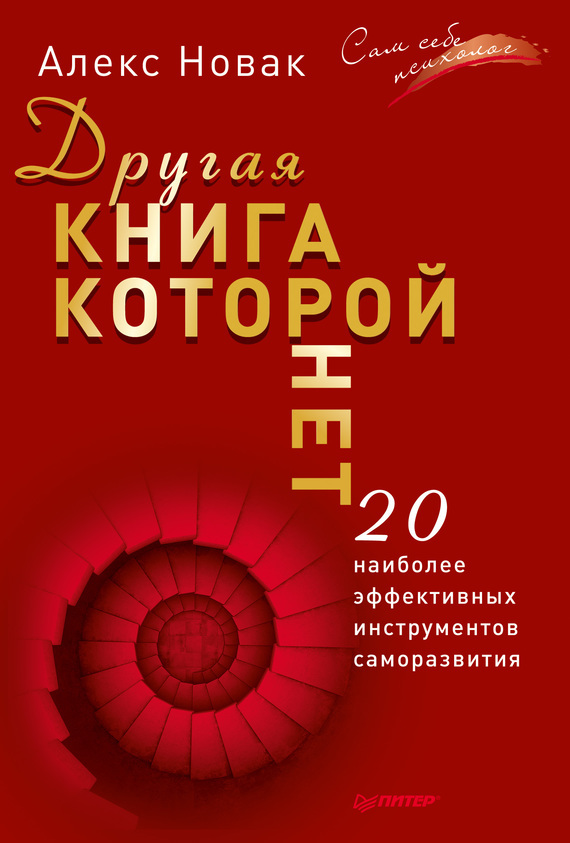 Алекс Новак
Сам себе
психолог
Другая
КНИГА
КОТОРОЙ
НЕТ
20
наиболее
эффективных
инструментов
саморазвития
ПИТЕР®